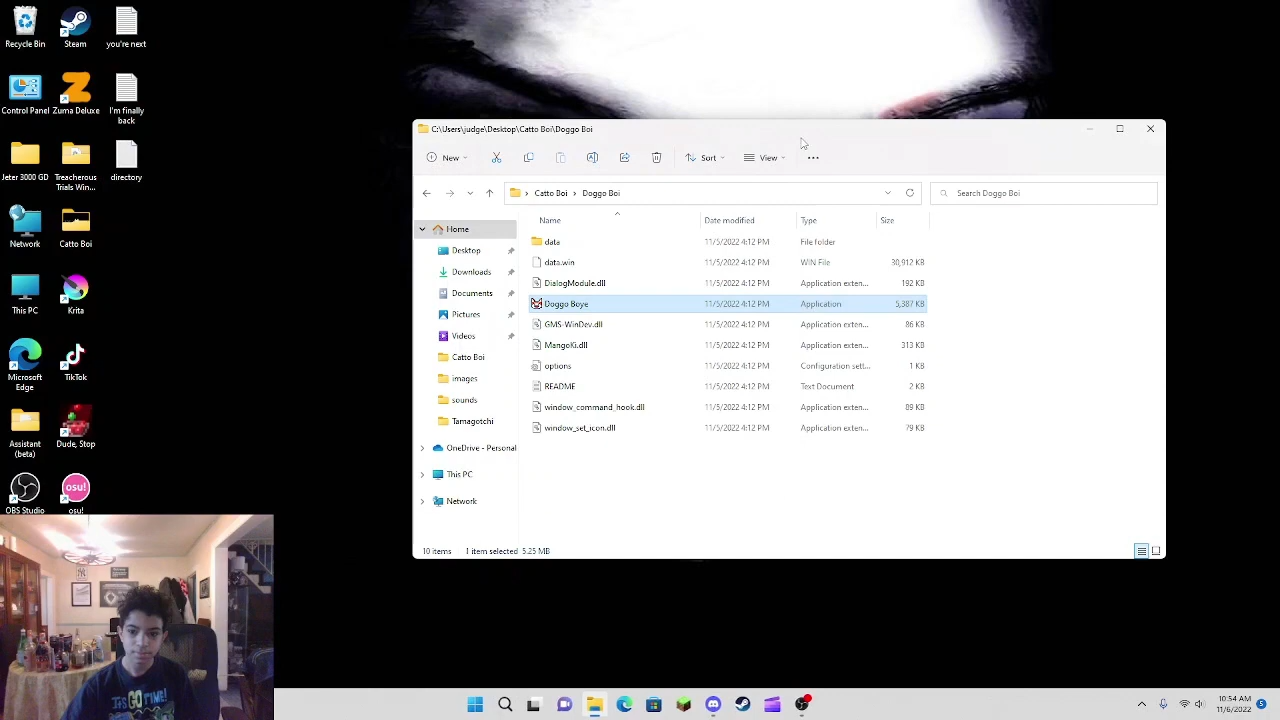 Recycle Bin
Steam
you're next
Control Panel
Zuma Deluxe
I'm finally
back
Jeter 3000 GD
Treacherous
Trials Win...
directory
Network
Catto Boi
This PC
Krita
Microsoft
Edge
TikTok
Assistant
(beta)
Dude, Stop
OBS Studio
osu!
osu!
C:\Users\judge\Desktop\Catto Boi\Doggo Boi
New
Sort
Catto Boi > Doggo Boi
Search Doggo Boi
Name Date modified Type Size
Home
Desktop
Downloads
Documents
Pictures
Videos
Catto Boi
images
sounds
Tamagotchi
OneDrive - Personal
This PC
Network
data 11/5/2022 4:12 PM File folder
data.win 11/5/2022 4:12 PM WIN File 30,912 KB
DialogModule.dll 11/5/2022 4:12 PM Application exten... 192 KB
Doggo Boye 11/5/2022 4:12 PM Application 5,387 KB
GMS-WinDev.dll 11/5/2022 4:12 PM Application exten... 86 KB
MangoKi.dll 11/5/2022 4:12 PM Application exten... 313 KB
options 11/5/2022 4:12 PM Configuration sett... 1 KB
README 11/5/2022 4:12 PM Text Document 2 KB
window_command_hook.dll 11/5/2022 4:12 PM Application exten... 89 KB
window_set_icon.dll 11/5/2022 4:12 PM Application exten... 79 KB
10 items 1 item selected 5.25 MB
IT'S GO TIME!
10:54 AM
11/6/2022
5